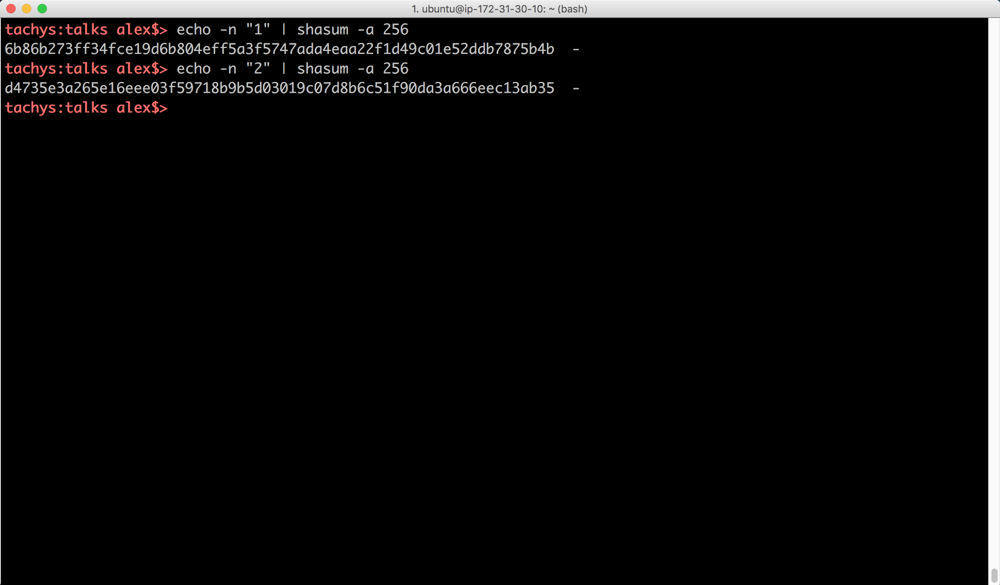 1. ubuntu@ip-172-31-30-10: ~ (bash)
tachys:talks alex$> echo -n "1" | shasum -a 256
6b86b273ff34fce19d6b804eff5a3f5747ada4eaa22f1d49c01e52ddb7875b4b  -
tachys:talks alex$> echo -n "2" | shasum -a 256
d4735e3a265e16eee03f59718b9b5d03019c07d8b6c51f90da3a666eec13ab35  -
tachys:talks alex$>